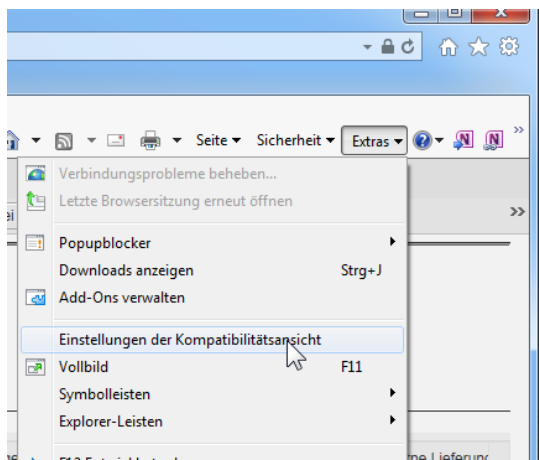 Seite Sicherheit Extras
Verbindungsprobleme beheben...
Letzte Browsersitzung erneut öffnen
ei
Popupblocker
Downloads anzeigen Strg+J
Add-Ons verwalten
Einstellungen der Kompatibilitätsansicht
Vollbild F11
Symbolleisten
Explorer-Leisten